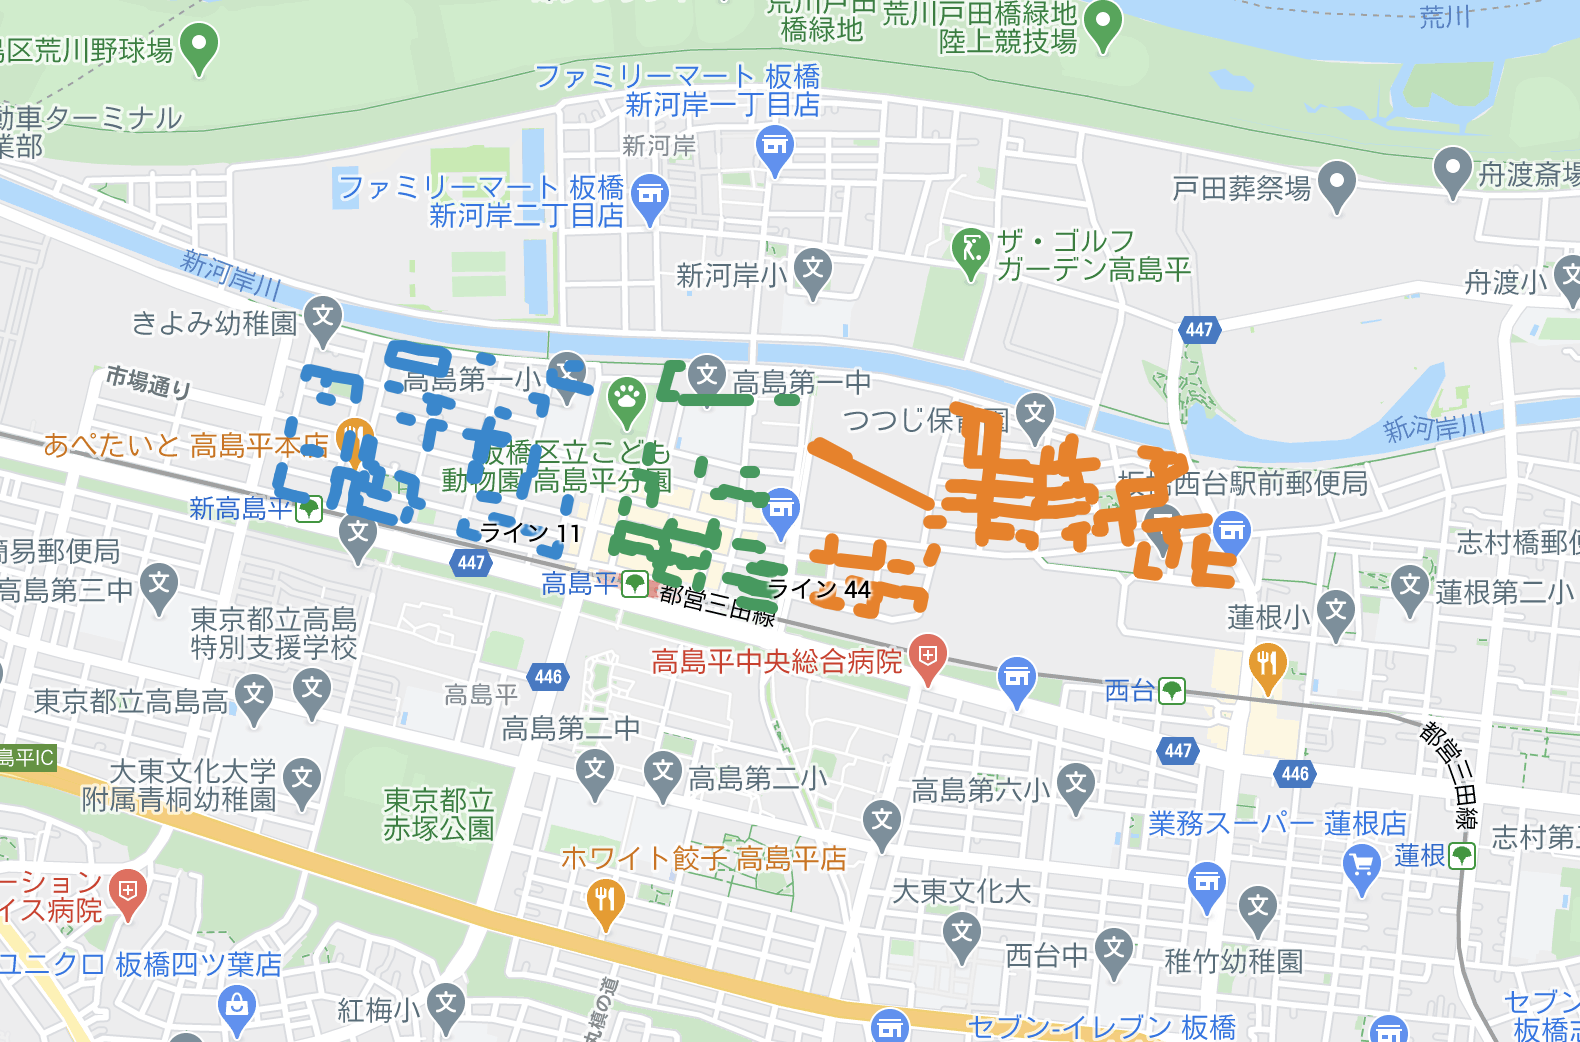 荒川戸田
橋緑地
荒川戸田橋緑地
陸上競技場
荒川
区荒川野球場
ファミリーマート 板橋
新河岸一丁目店
動車ターミナル
業部
新河岸
ファミリーマート 板橋
新河岸二丁目店
戸田葬祭場
舟渡斎場
ザ・ゴルフ
ガーデン高島平
新河岸川
新河岸小
舟渡小
きよみ幼稚園
447
市場通り
高島第一小
高島第一中
つつじ保育園
新河岸川
あぺたいと 高島平本店
板橋区立こども
動物園 高島平分園
板橋西台駅前郵便局
新高島平
ライン 11
簡易郵便局
志村橋郵便
447
高島平
ライン 44
都営三田線
高島第三中
蓮根第二小
蓮根小
東京都立高島
特別支援学校
高島平中央総合病院
446
西台
東京都立高島高
高島平
高島第二中
447
446
都営三田線
島平IC
大東文化大学
附属青桐幼稚園
高島第二小
高島第六小
東京都立
赤塚公園
業務スーパー 蓮根店
志村第
蓮根
ホワイト餃子 高島平店
ーション
イス病院
大東文化大
西台中
稚竹幼稚園
ユニクロ 板橋四ツ葉店
紅梅小
の道
セブン-イレブン 板橋
セブン
板橋